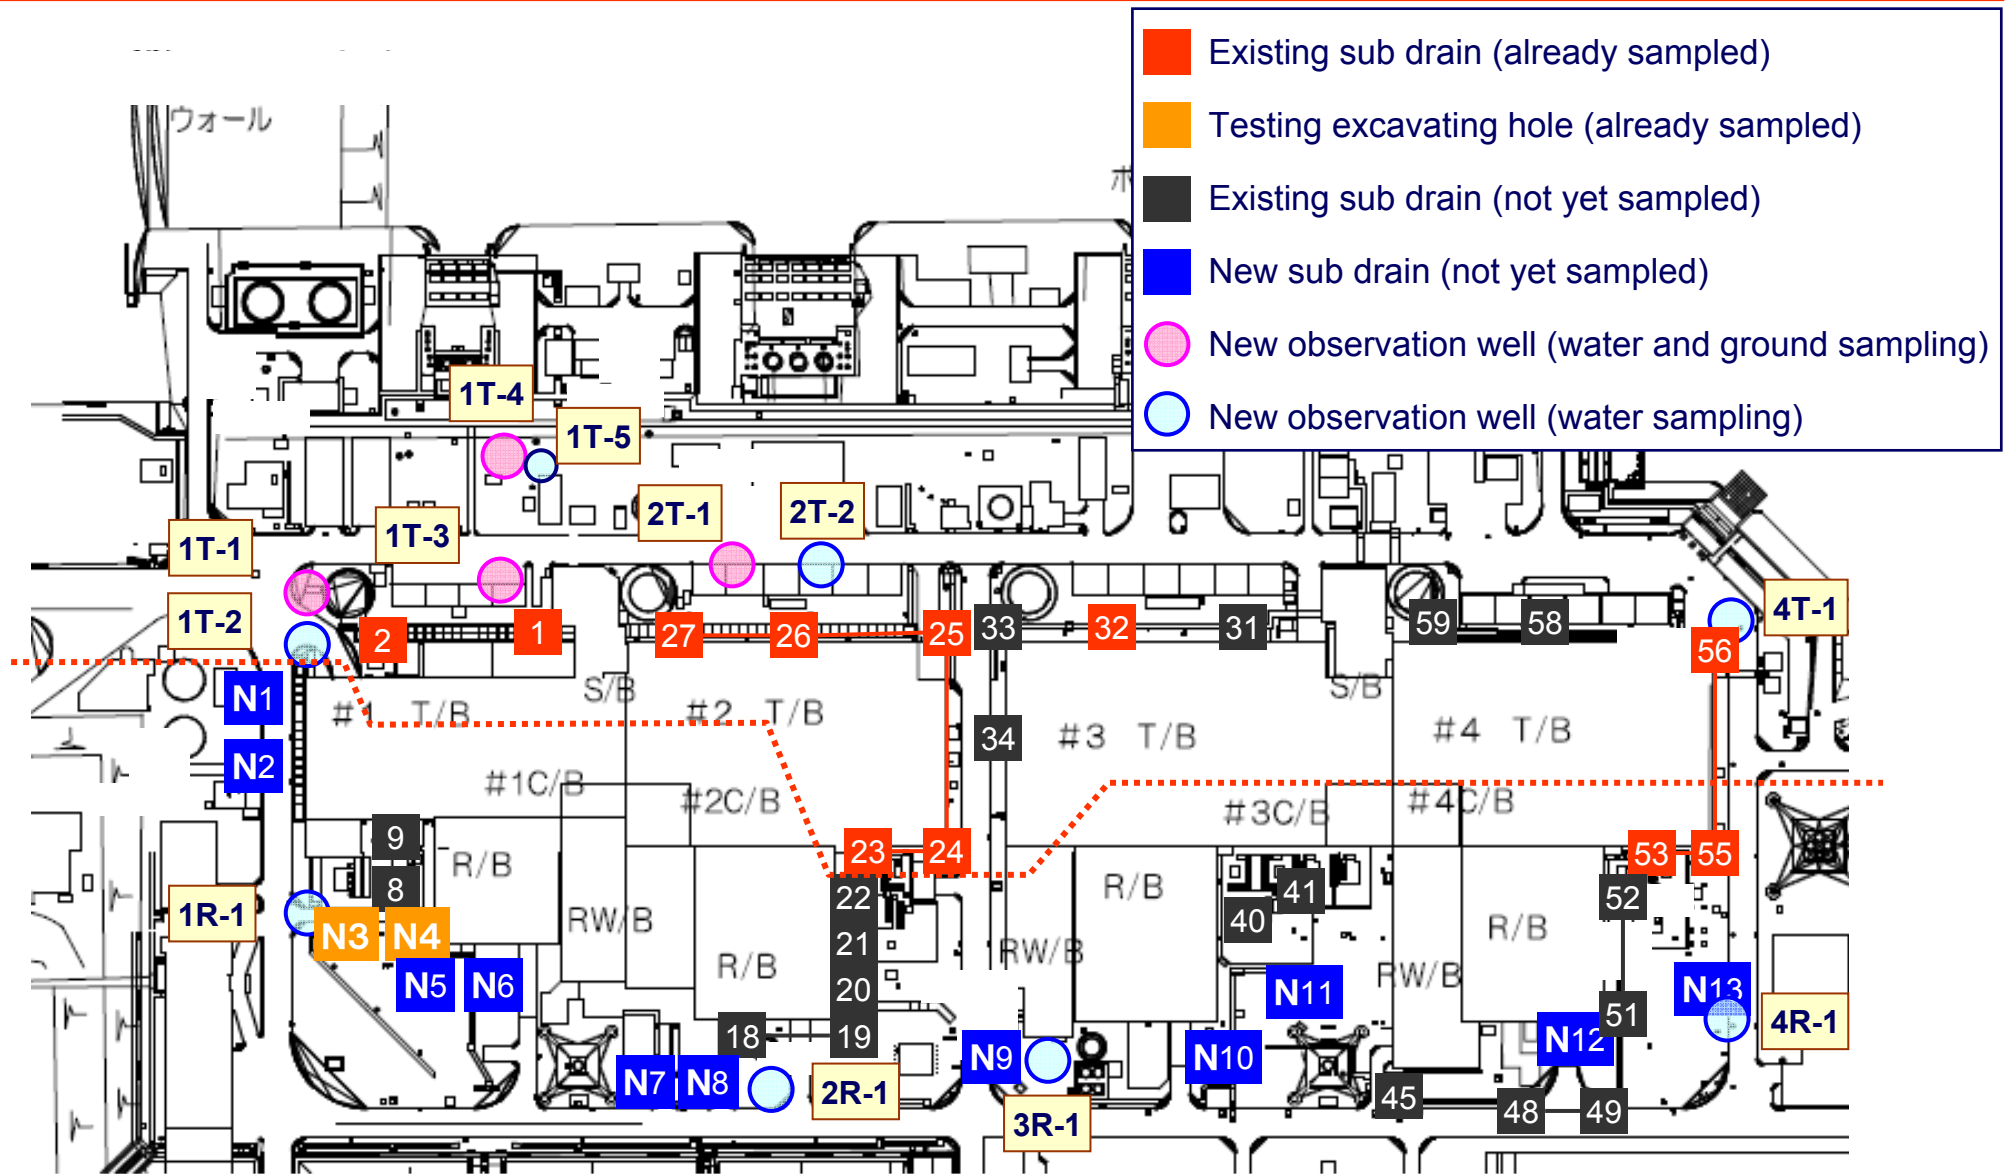 Existing sub drain (already sampled)
Testing excavating hole (already sampled)
Existing sub drain (not yet sampled)
New sub drain (not yet sampled)
New observation well (water and ground sampling)
New observation well (water sampling)
ウォール
1T-4
1T-5
2T-1
2T-2
1T-3
1T-1
1T-2
4T-1
2
1
27
26
25
33
32
31
59
58
56
N1
N2
#1 T/B
S/B
#2 T/B
34
#3 T/B
S/B
#4 T/B
#1C/B
#2C/B
#3C/B
#4C/B
9
8
R/B
23
24
R/B
53
55
22
21
20
19
18
41
40
52
51
1R-1
N3
N4
RW/B
R/B
RW/B
R/B
RW/B
N5
N6
N11
N13
4R-1
N7
N8
2R-1
N9
3R-1
N10
N12
45
48
49